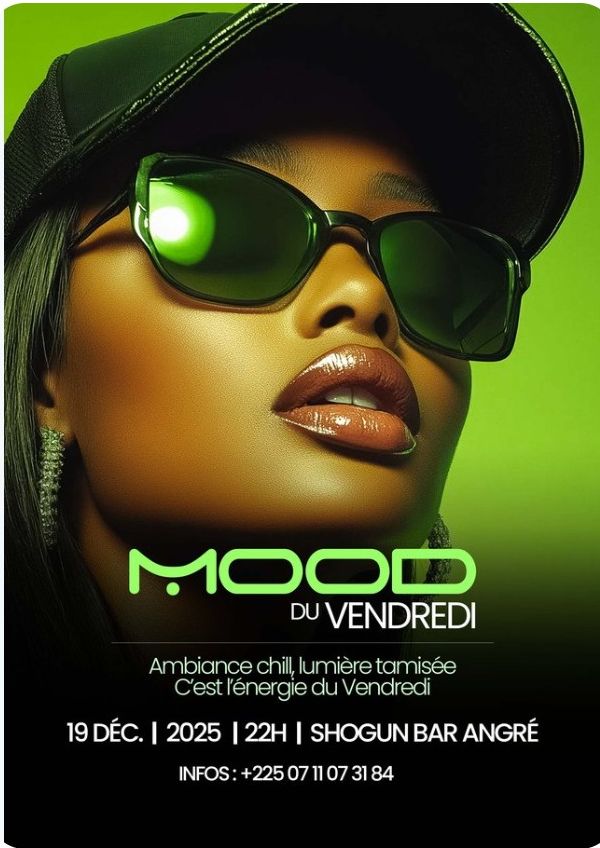 MOOD
DU VENDREDI
Ambiance chill, lumière tamisée
C'est l'énergie du Vendredi
19 DÉC. | 2025 | 22H | SHOGUN BAR ANGRÉ
INFOS : +225 07 11 07 31 84